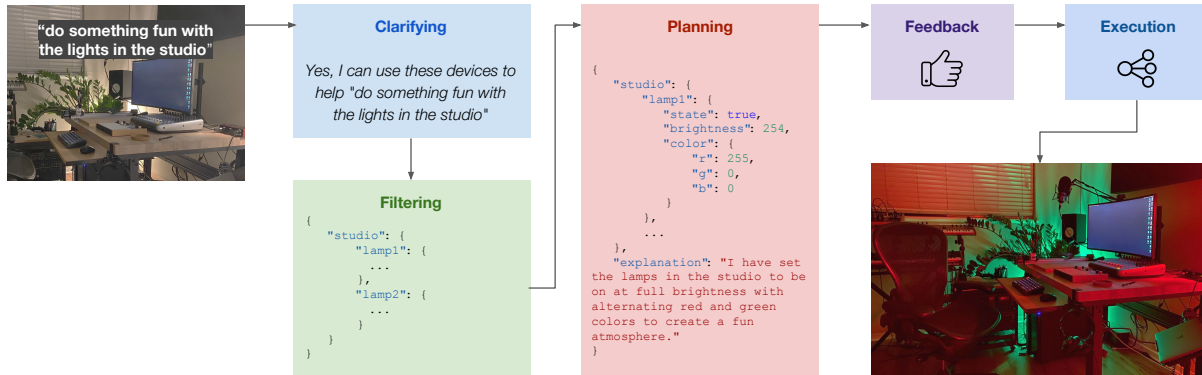 “do something fun with
the lights in the studio”
Clarifying
Yes, I can use these devices to
help "do something fun with
the lights in the studio"
Filtering
{
"studio": {
"lamp1": {
...
},
"lamp2": {
...
}
}
}
Planning
{
"studio": {
"lamp1": {
"state": true,
"brightness": 254,
"color": {
"r": 255,
"g": 0,
"b": 0
}
},
...
},
"explanation": "I have set
the lamps in the studio to be
on at full brightness with
alternating red and green
colors to create a fun
atmosphere."
}
Feedback
Execution